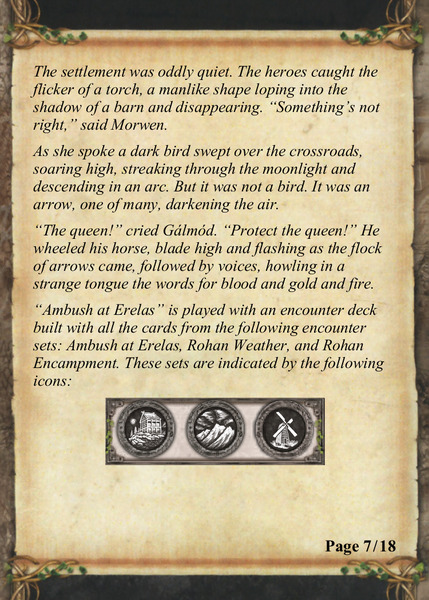 The settlement was oddly quiet. The heroes caught the
flicker of a torch, a manlike shape loping into the
shadow of a barn and disappearing. “Something’s not
right,” said Morwen.
As she spoke a dark bird swept over the crossroads,
soaring high, streaking through the moonlight and
descending in an arc. But it was not a bird. It was an
arrow, one of many, darkening the air.
“The queen!” cried Gálmód. “Protect the queen!” He
wheeled his horse, blade high and flashing as the flock
of arrows came, followed by voices, howling in a
strange tongue the words for blood and gold and fire.
“Ambush at Erelas” is played with an encounter deck
built with all the cards from the following encounter
sets: Ambush at Erelas, Rohan Weather, and Rohan
Encampment. These sets are indicated by the following
icons:
Page 7/18